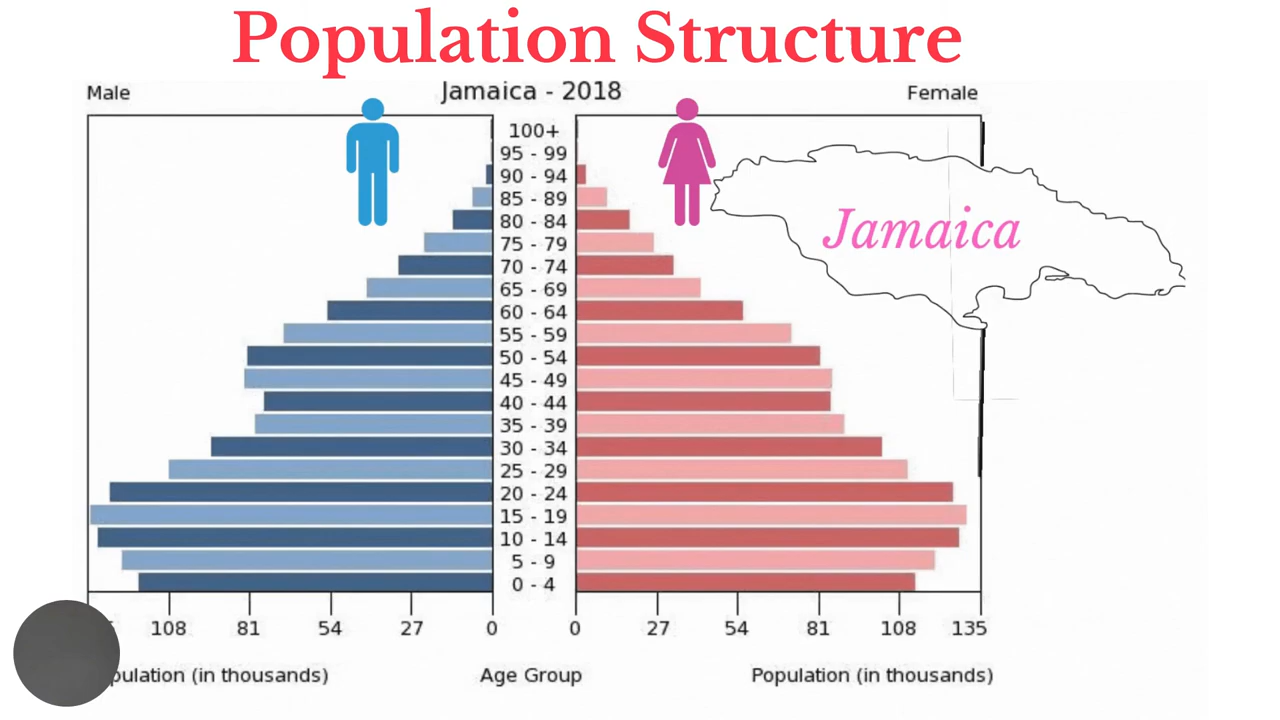 Population Structure
Male
Jamaica - 2018
Female
100+
95 - 99
90 - 94
85 - 89
80 - 84
75 - 79
70 - 74
65 - 69
60 - 64
55 - 59
50 - 54
45 - 49
40 - 44
35 - 39
30 - 34
25 - 29
20 - 24
15 - 19
10 - 14
5 - 9
0 - 4
Jamaica
108 81 54 27 0 0 27 54 81 108 135
(in thousands) Age Group Population (in thousands)